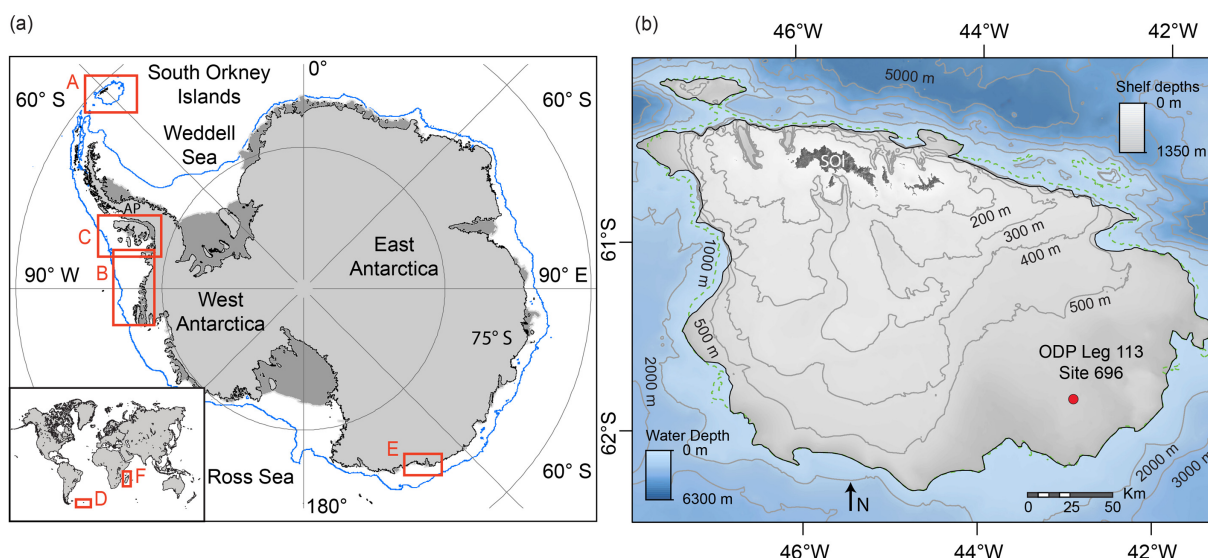 (a)
0°
South Orkney
Islands
A
60° S
60° S
Weddell
Sea
AP
C
East
Antarctica
B
90° W
90° E
West
Antarctica
75° S
E
Ross Sea
F
D
60° S
180°
(b)
46°W
44°W
42°W
5000 m
Shelf depths
0 m
1350 m
SOI
200 m
300 m
400 m
61°S
1000 m
500 m
500 m
ODP Leg 113
Site 696
2000 m
62°S
Water Depth
0 m
6300 m
N
2000 m
3000 m
Km
0 25 50
46°W
44°W
42°W